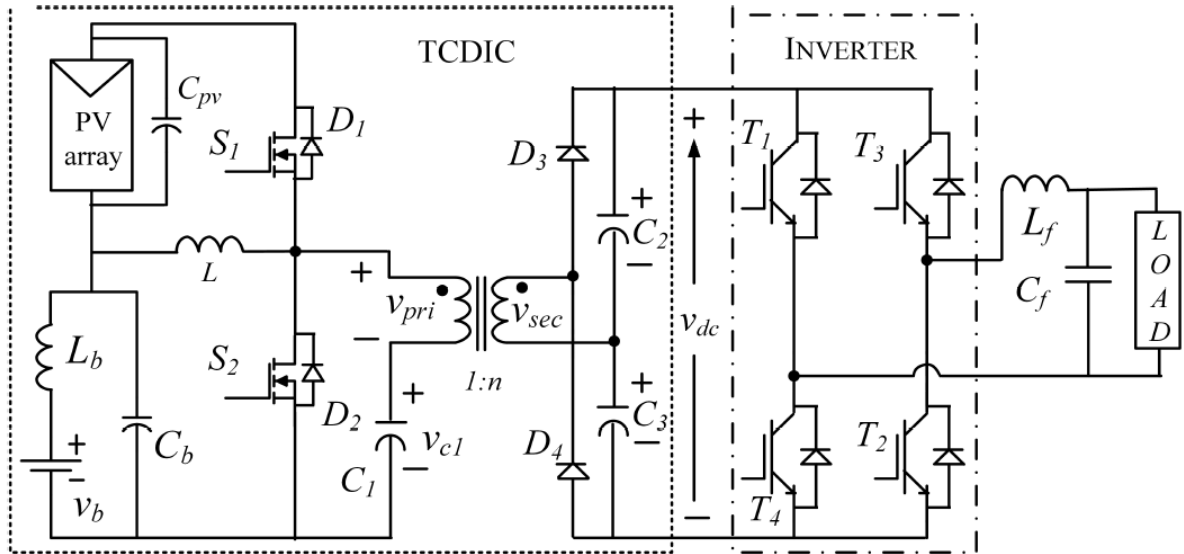 TCDIC
INVERTER
PV
array
C_pv
S_1
D_1
L
L_b
v_b
C_b
S_2
D_2
C_1
v_c1
+
-
+
-
v_pri
+
-
v_sec
1:n
D_3
D_4
+
C_2
-
+
C_3
-
+
v_dc
-
T_1
T_3
T_4
T_2
L_f
C_f
LOAD